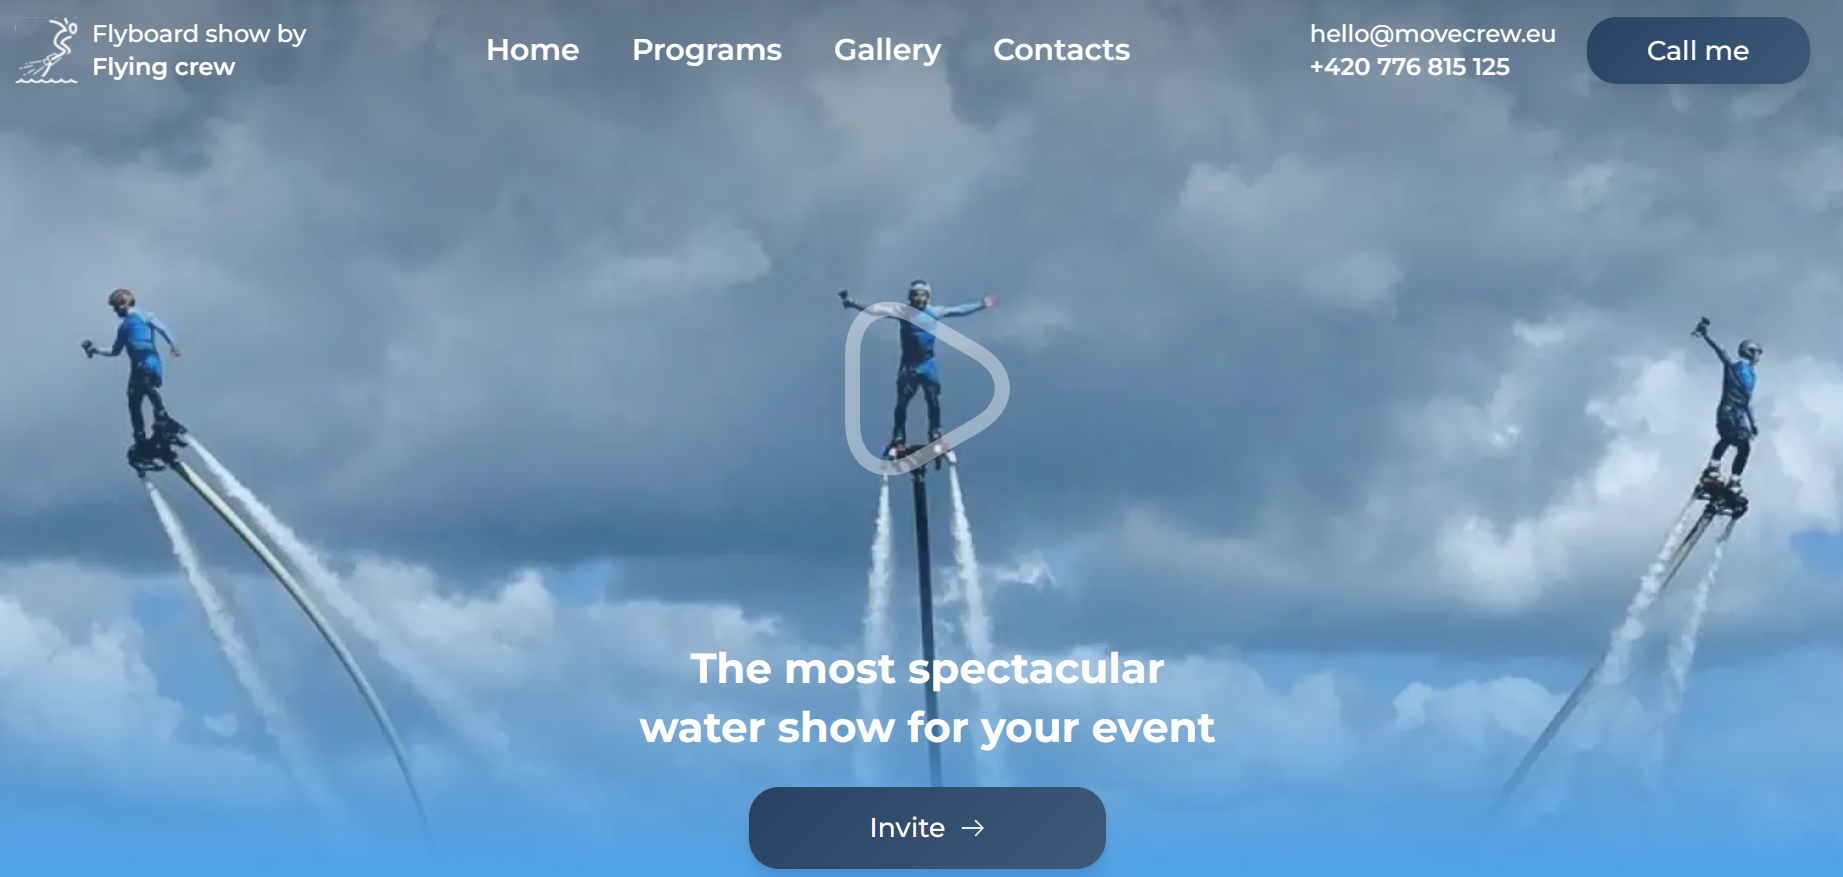 Flyboard show by
Flying crew
Home
Programs
Gallery
Contacts
hello@movecrew.eu
+420 776 815 125
Call me
The most spectacular
water show for your event
Invite →